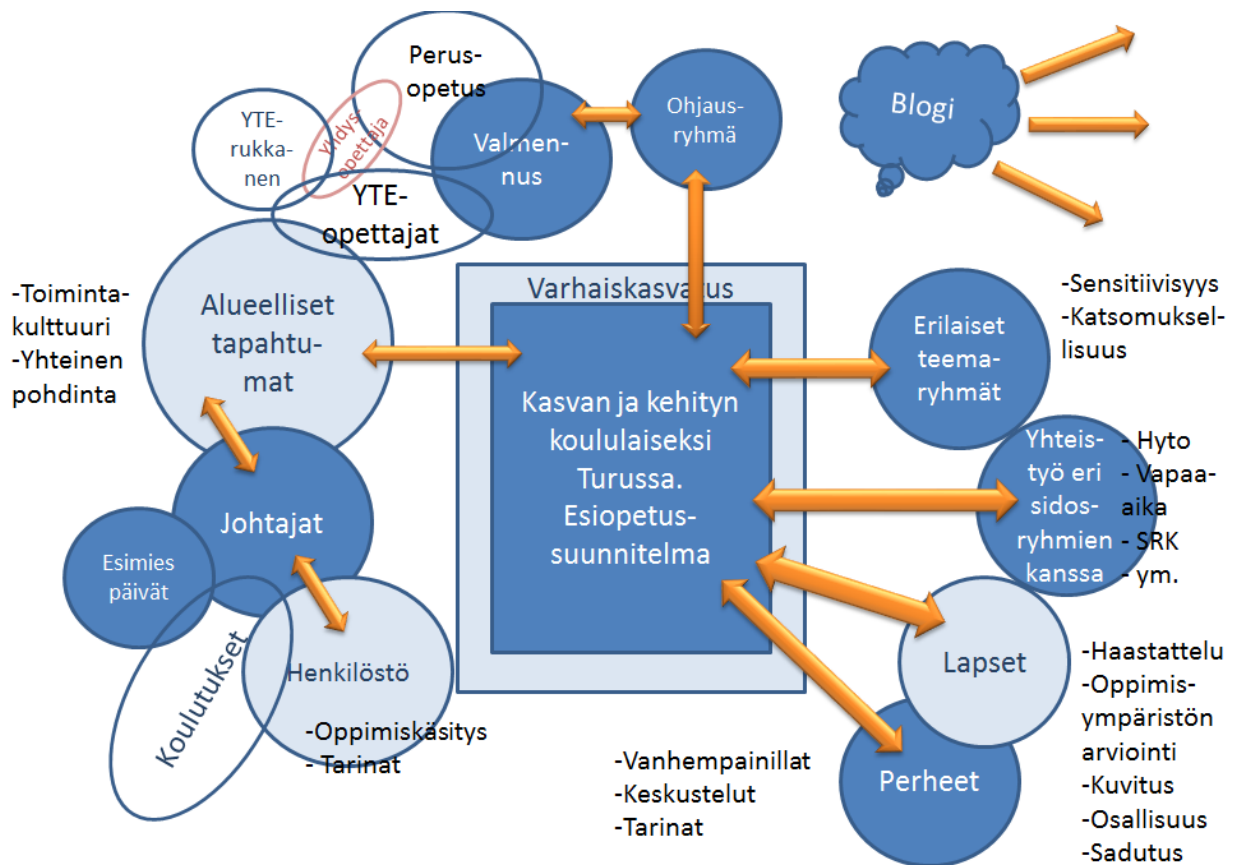 Perus-
opetus
YTE-
rukka-
nen
Yhdys-
opettaja
Valmen-
nus
Ohjaus-
ryhmä
Blogi
YTE-
opettajat
-Toiminta-
kulttuuri
-Yhteinen
pohdinta
Alueelliset
tapahtu-
mat
Varhaiskasvatus
Kasvan ja kehityn
koululaiseksi
Turussa.
Esiopetus-
suunnitelma
Erilaiset
teema-
ryhmät
-Sensitiivisyys
-Katsomuksel-
lisuus
Yhteis-
työ eri
sidos-
ryhmien
kanssa
- Hyto
- Vapaa-
aika
- SRK
- ym.
Johtajat
Esimies
päivät
Koulutukset
Henkilöstö
-Oppimiskäsitys
- Tarinat
Lapset
-Haastattelu
-Oppimis-
ympäristön
arviointi
-Kuvitus
-Osallisuus
-Sadutus
Perheet
-Vanhempainillat
-Keskustelut
-Tarinat